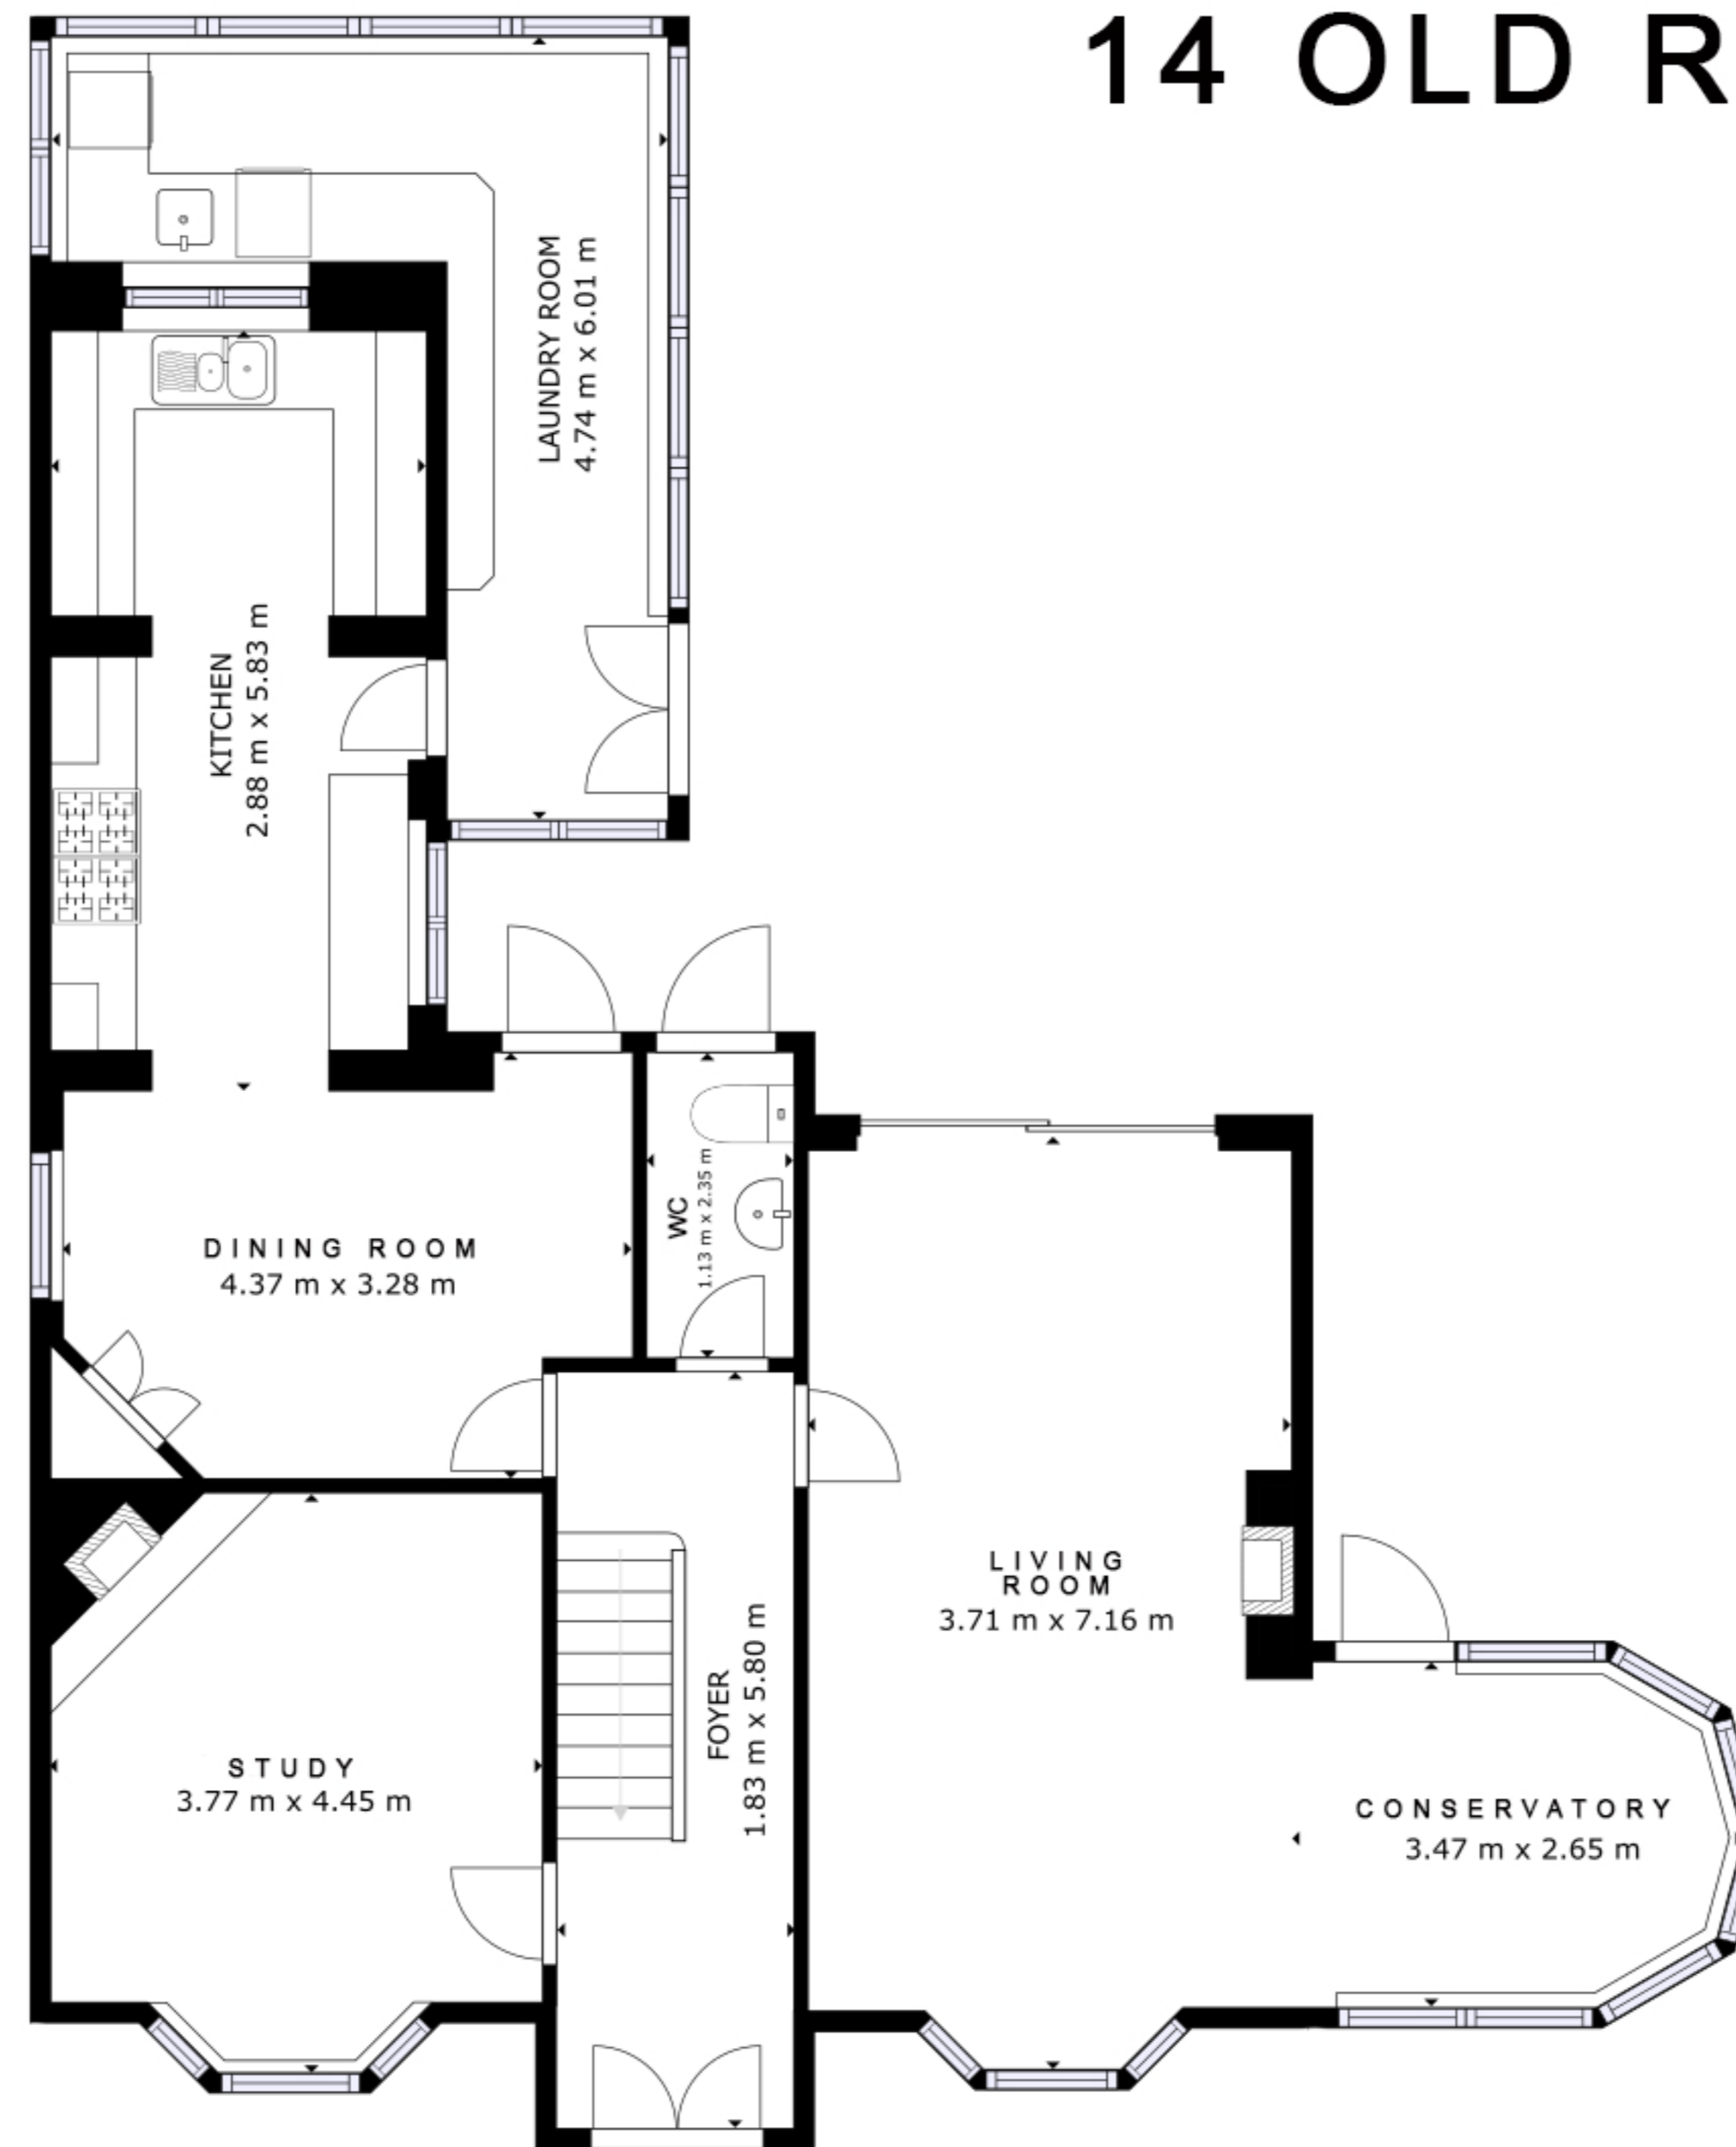 14 OLD R
LAUNDRY ROOM
4.74 m x 6.01 m
KITCHEN
2.88 m x 5.83 m
DINING ROOM
4.37 m x 3.28 m
WC
1.13 m x 2.35 m
LIVING
ROOM
3.71 m x 7.16 m
FOYER
1.83 m x 5.80 m
STUDY
3.77 m x 4.45 m
CONSERVATORY
3.47 m x 2.65 m